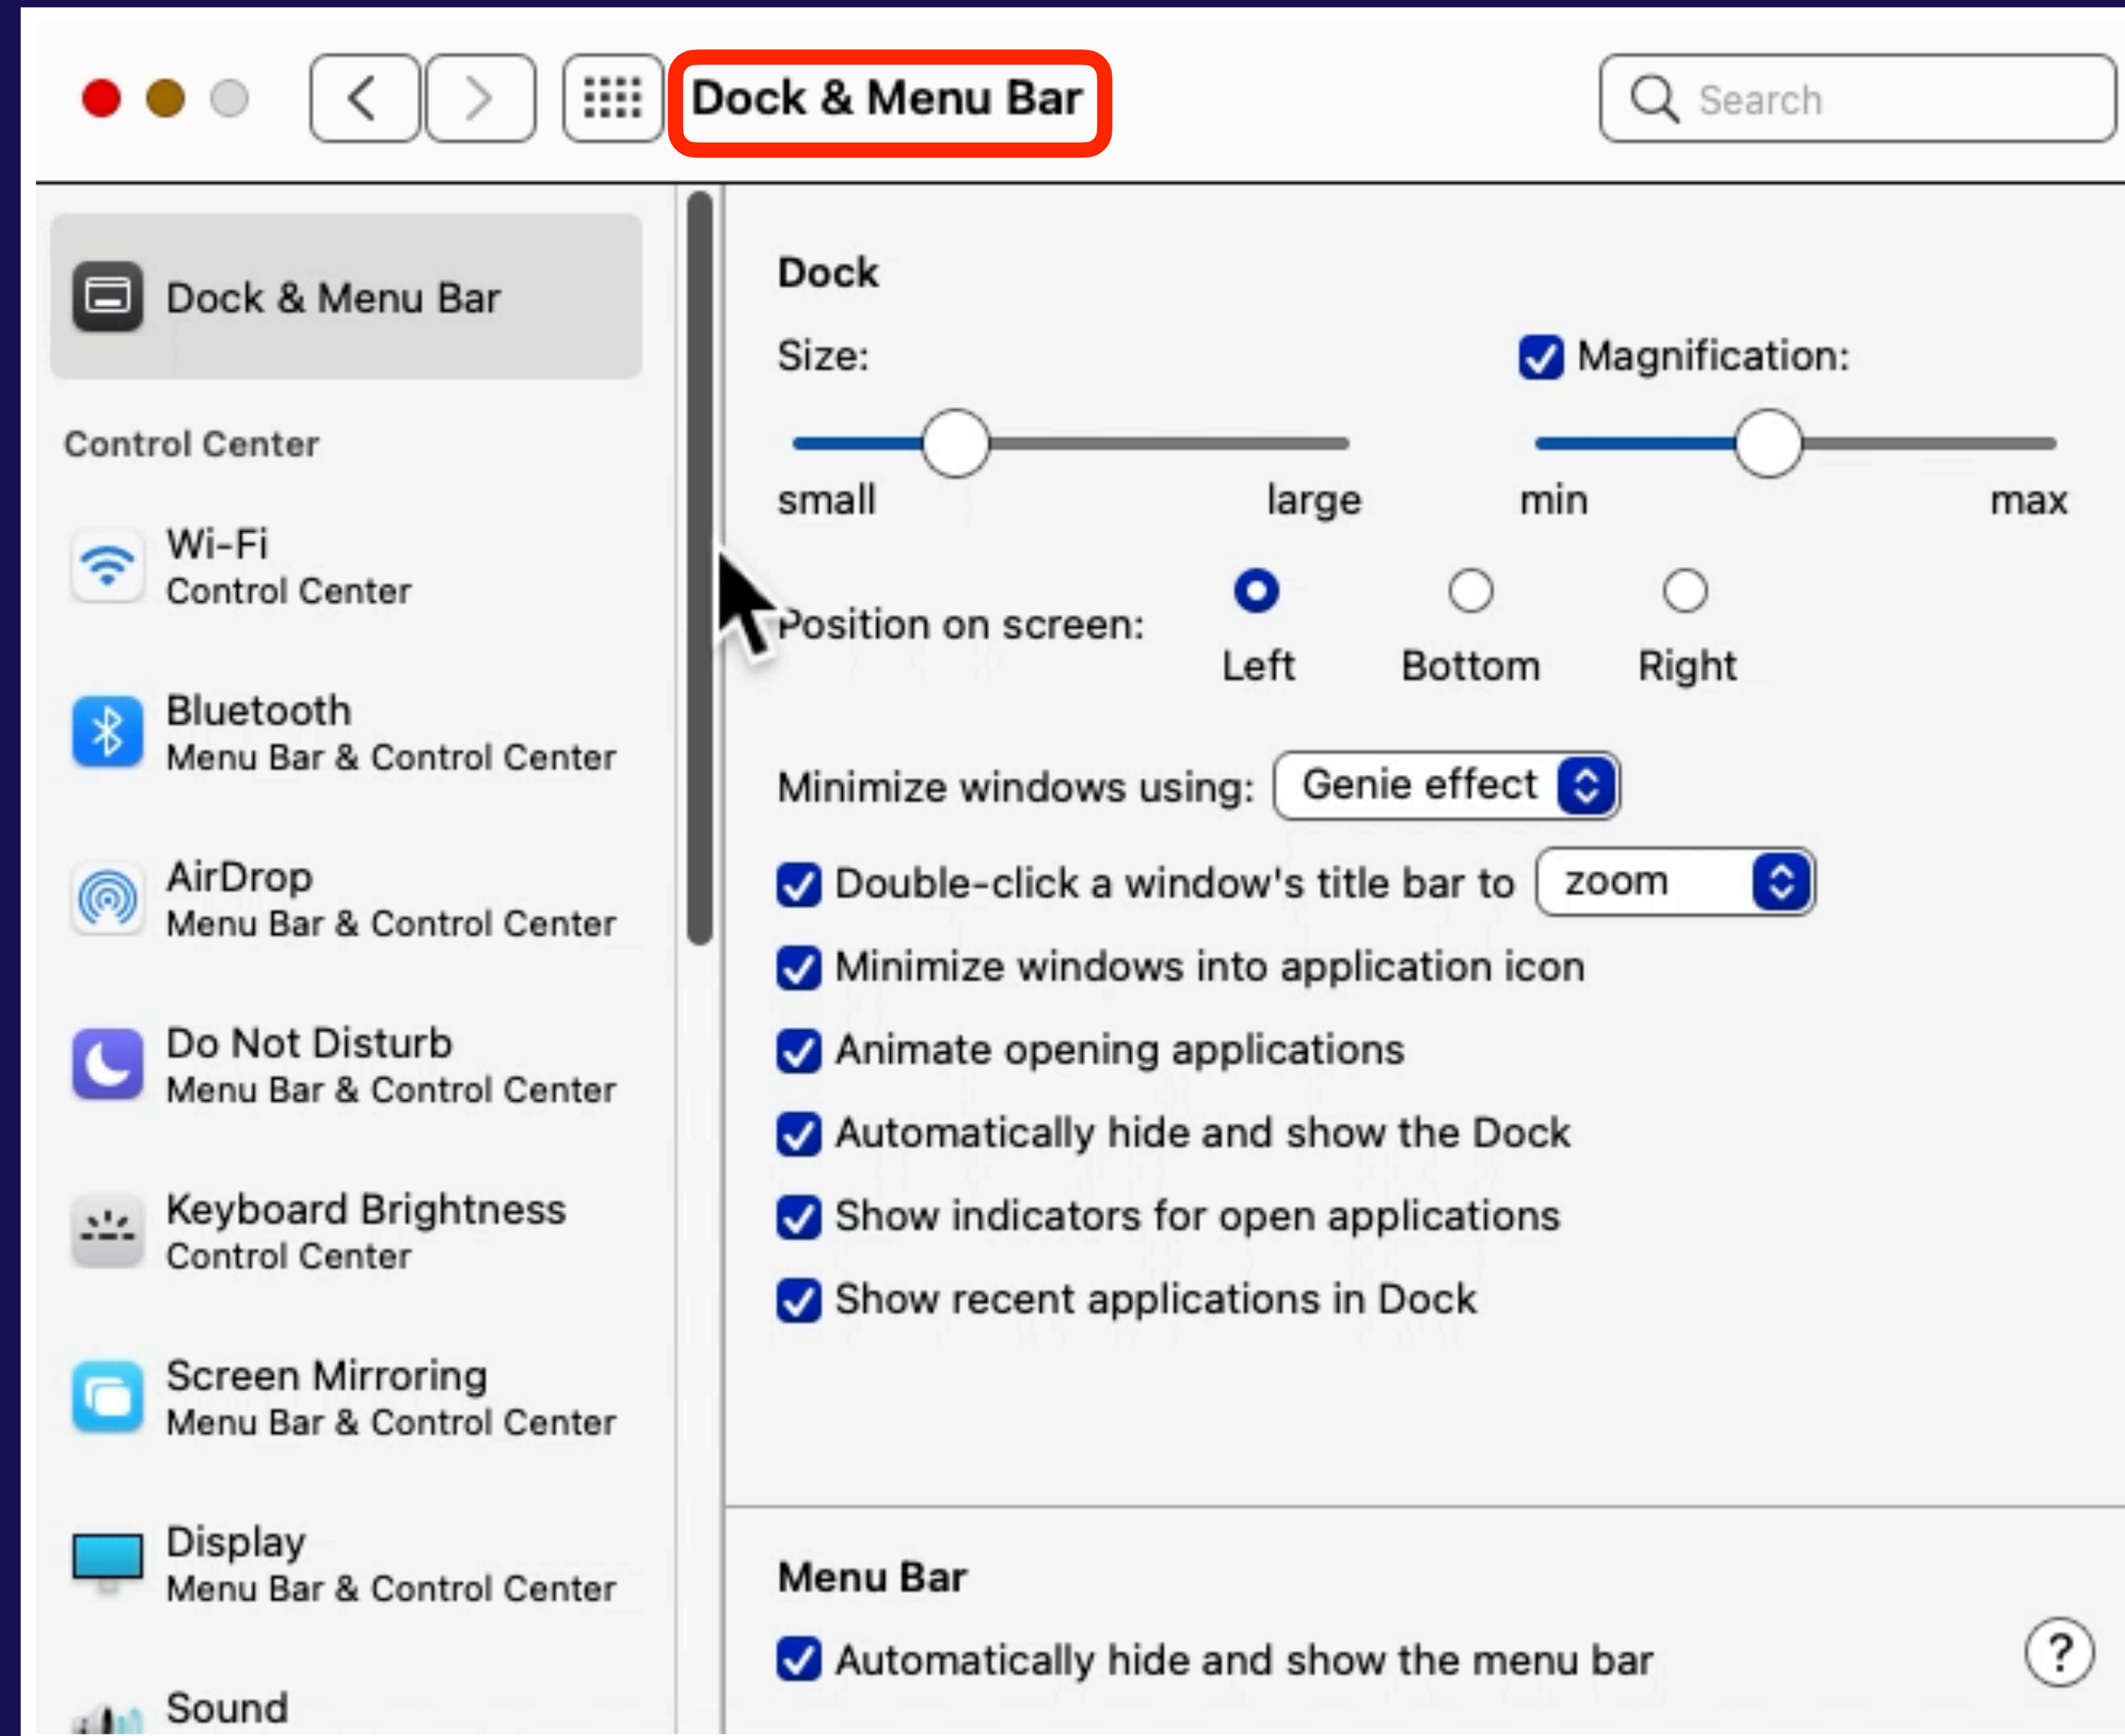 Dock & Menu Bar
Search
Dock & Menu Bar
Control Center
Wi-Fi
Control Center
Bluetooth
Menu Bar & Control Center
AirDrop
Menu Bar & Control Center
Do Not Disturb
Menu Bar & Control Center
Keyboard Brightness
Control Center
Screen Mirroring
Menu Bar & Control Center
Display
Menu Bar & Control Center
Sound
Dock
Size:
Magnification:
small large
min max
Position on screen:
Left Bottom Right
Minimize windows using: Genie effect
Double-click a window's title bar to zoom
Minimize windows into application icon
Animate opening applications
Automatically hide and show the Dock
Show indicators for open applications
Show recent applications in Dock
Menu Bar
Automatically hide and show the menu bar
?